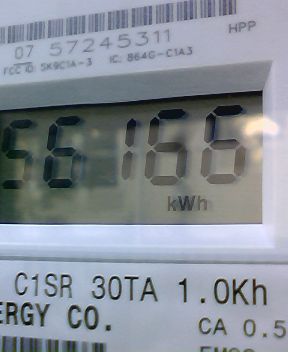 07 57245311
HPP
FCC ID: SK9C1A-3 IC: 864G-C1A3
56166
kWh
C1SR 30TA 1.0Kh
ERGY CO.
CA 0.5